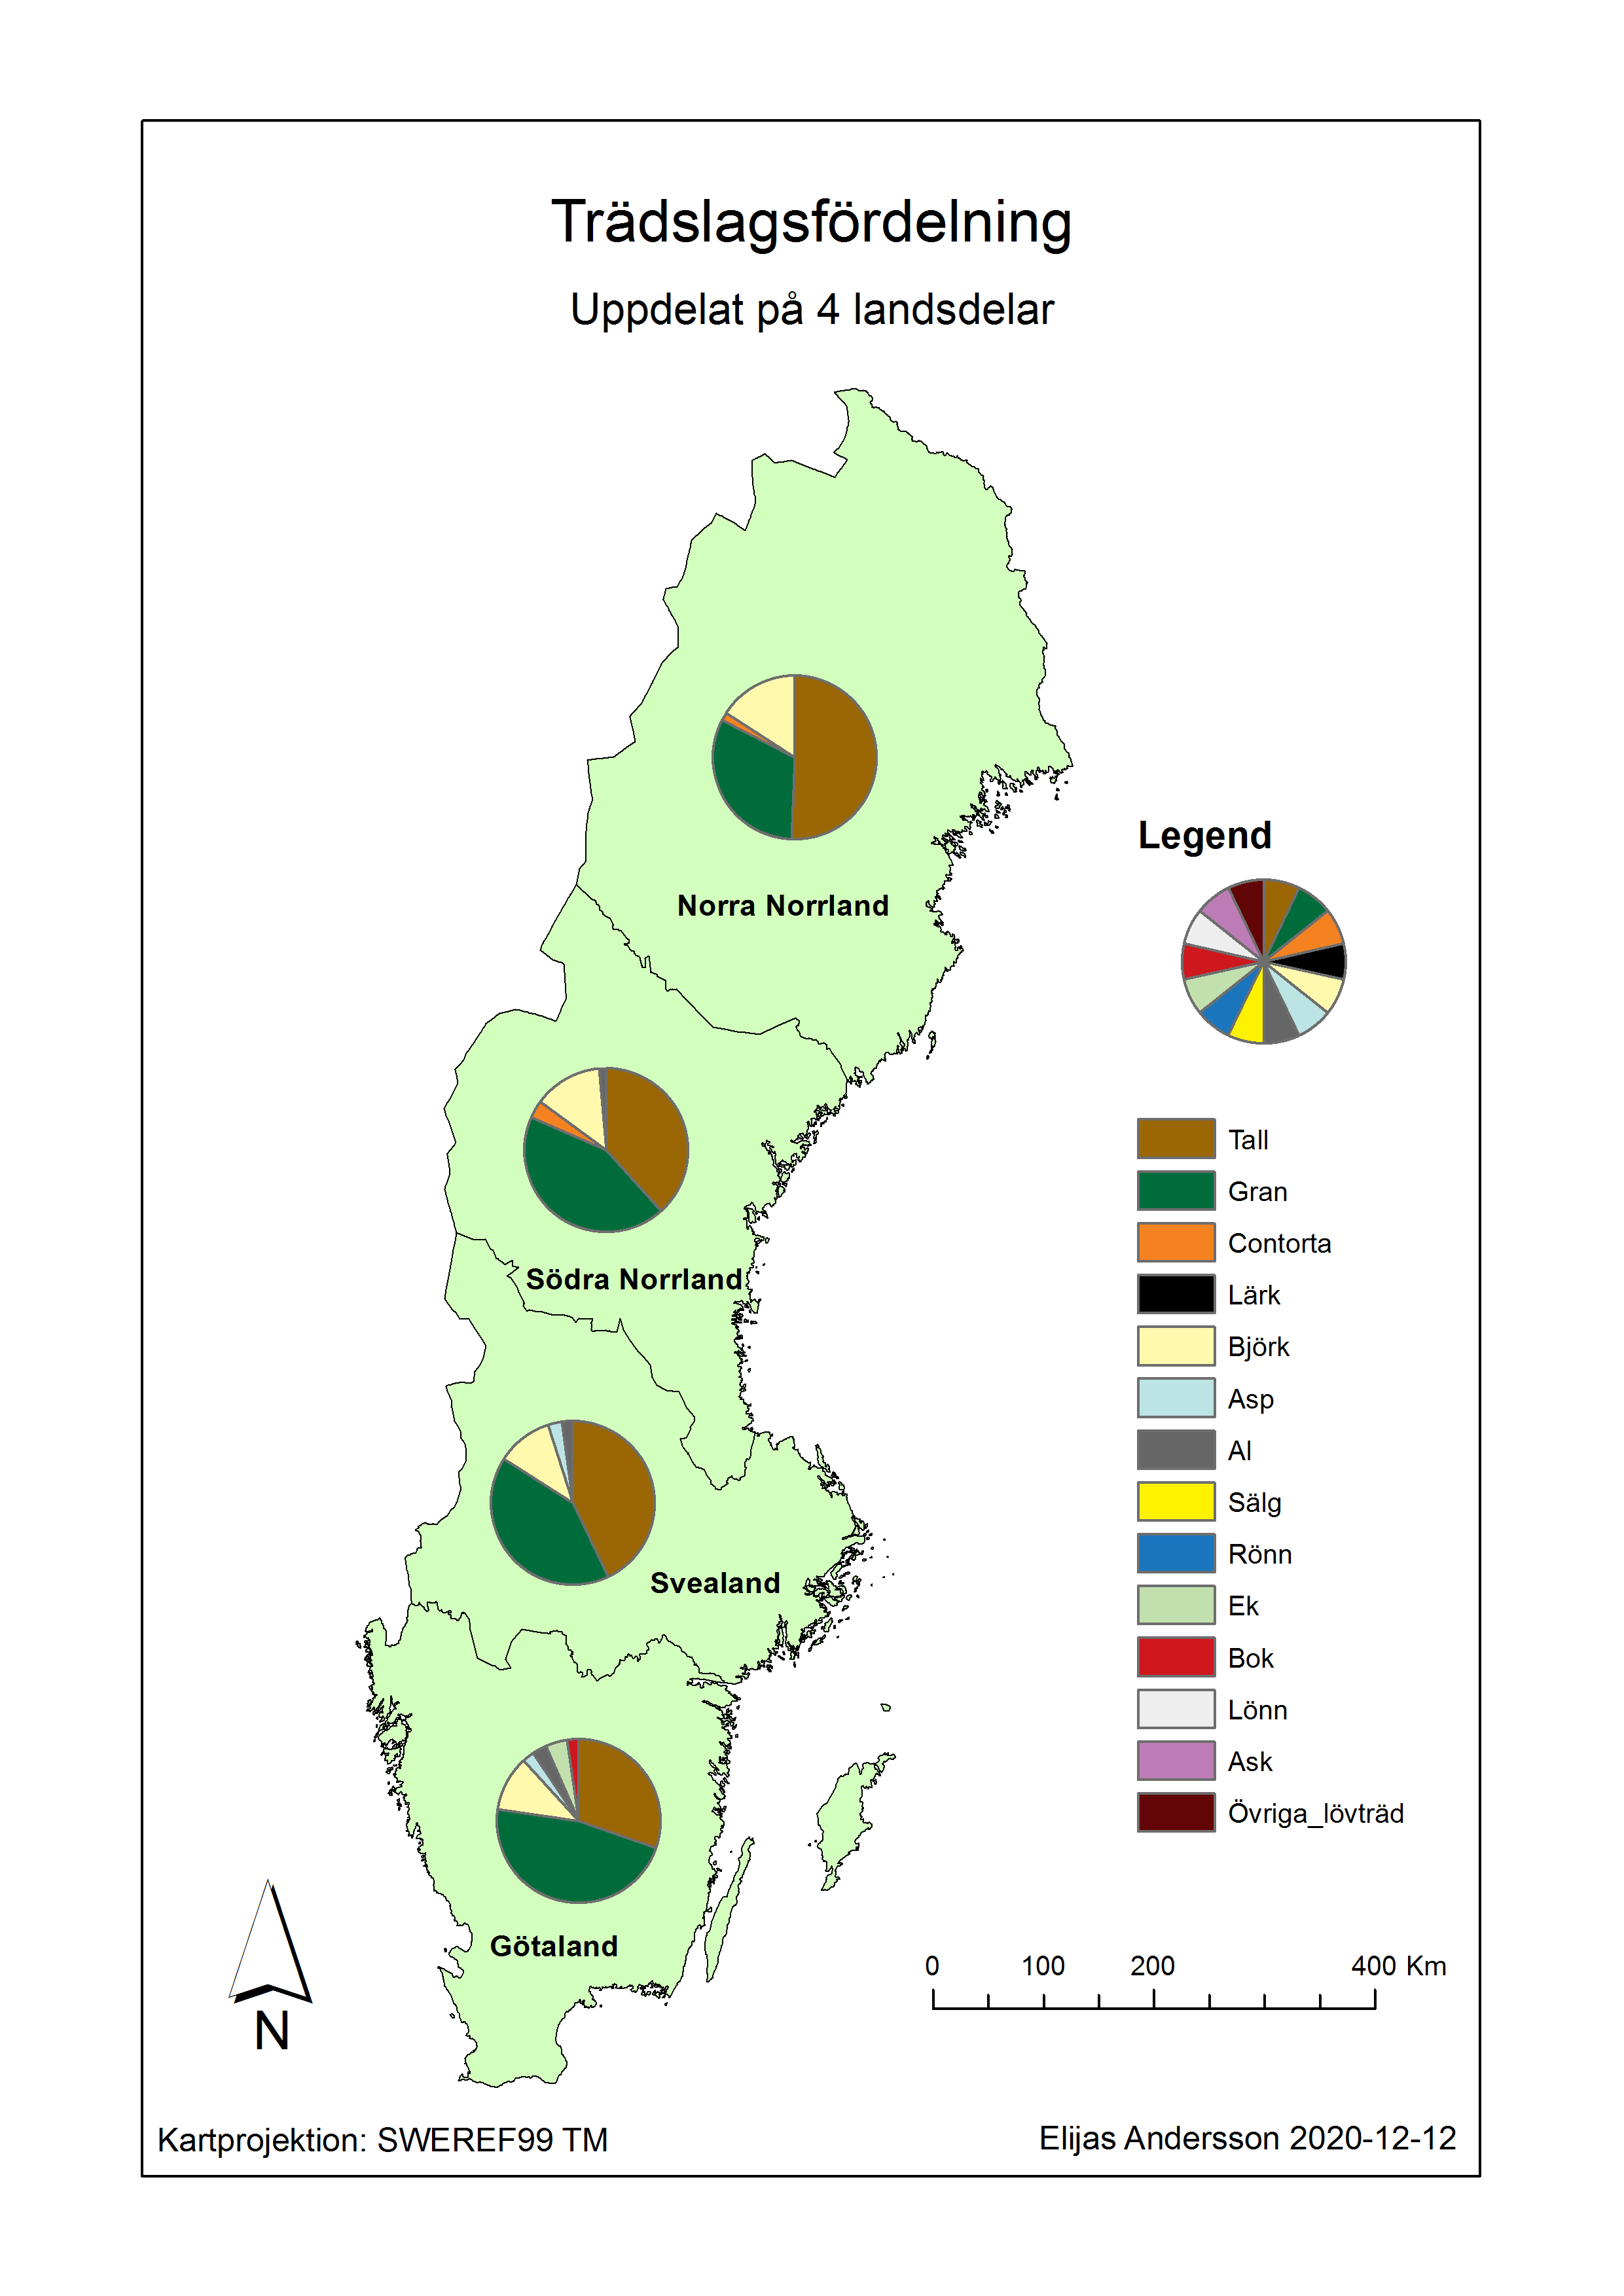 Trädslagsfördelning
Uppdelat på 4 landsdelar
Norra Norrland
Södra Norrland
Svealand
Götaland
Legend
Tall
Gran
Contorta
Lärk
Björk
Asp
Al
Sälg
Rönn
Ek
Bok
Lönn
Ask
Övriga_lövträd
N
0 100 200 400 Km
Kartprojektion: SWEREF99 TM
Elijas Andersson 2020-12-12